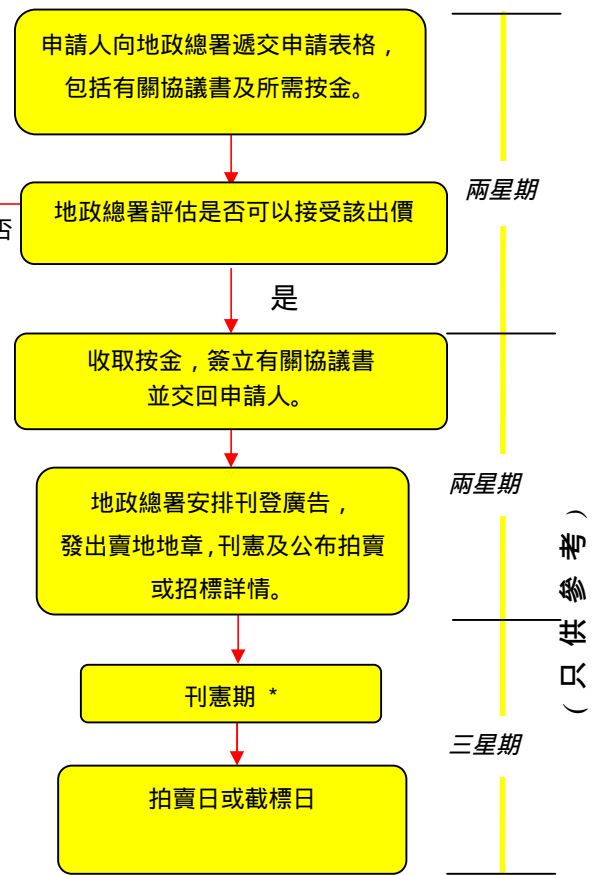 申請人向地政總署遞交申請表格，
包括有關協議書及所需按金。
兩星期
地政總署評估是否可以接受該出價
否
是
收取按金，簽立有關協議書
並交回申請人。
兩星期
地政總署安排刊登廣告，
發出賣地地章，刊憲及公布拍賣
或招標詳情。
（只供參考）
刊憲期 *
三星期
拍賣日或截標日